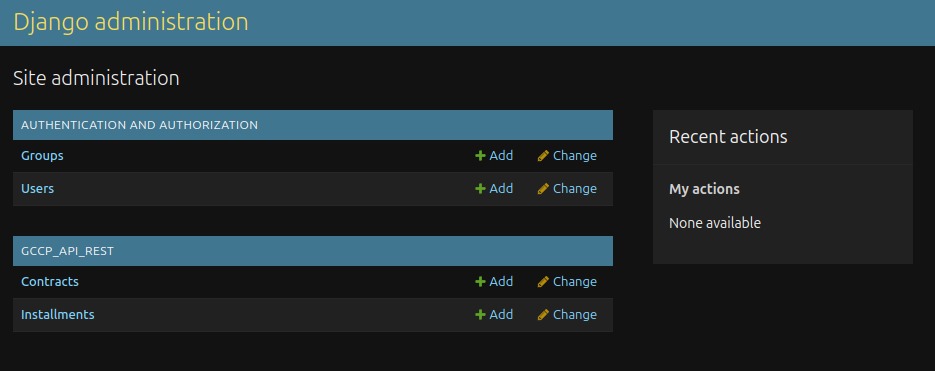 Django administration
Site administration
AUTHENTICATION AND AUTHORIZATION
Groups Add Change
Users Add Change
GCCP_API_REST
Contracts Add Change
Installments Add Change
Recent actions
My actions
None available